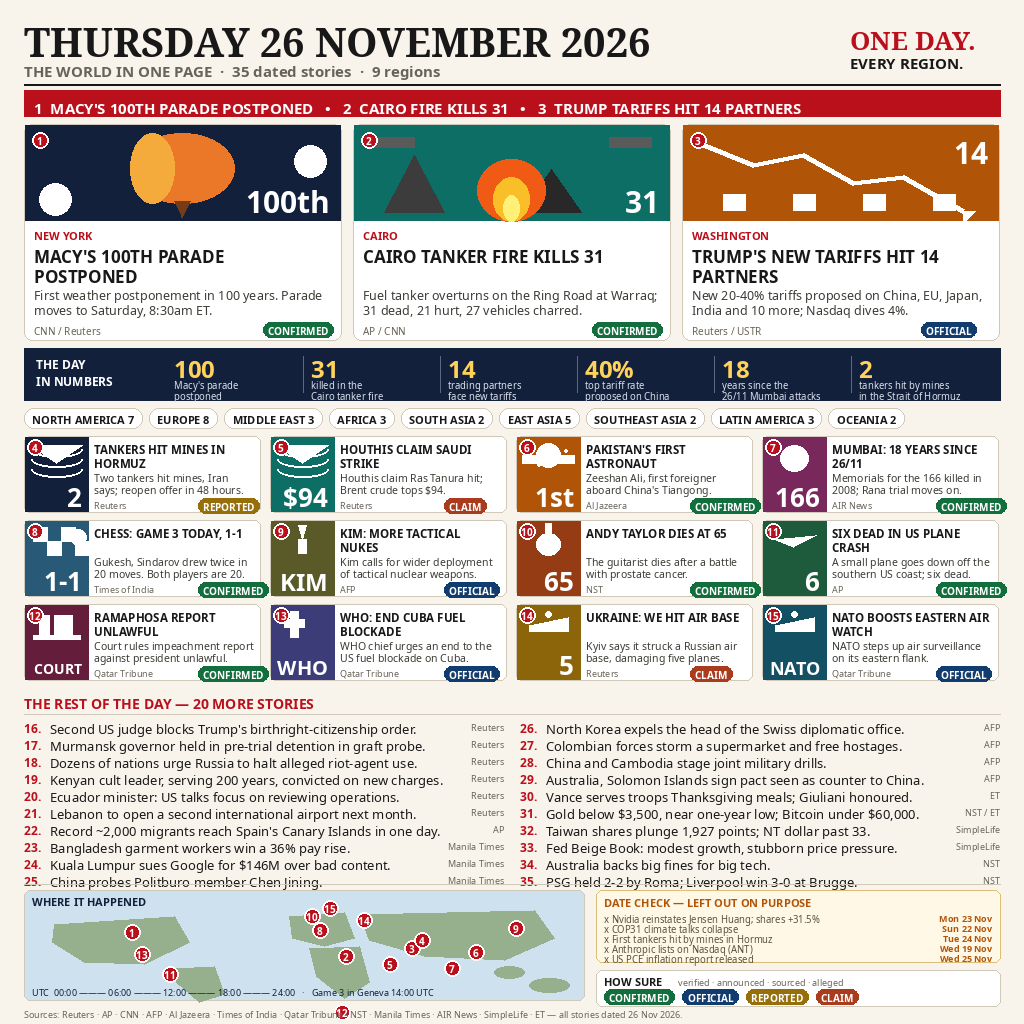 THURSDAY 26 NOVEMBER 2026
THE WORLD IN ONE PAGE · 35 dated stories · 9 regions
ONE DAY.
EVERY REGION.
1 MACY'S 100TH PARADE POSTPONED • 2 CAIRO FIRE KILLS 31 • 3 TRUMP TARIFFS HIT 14 PARTNERS
1
100th
NEW YORK
MACY'S 100TH PARADE
POSTPONED
First weather postponement in 100 years. Parade
moves to Saturday, 8:30am ET.
CNN / Reuters
CONFIRMED
2
31
CAIRO
CAIRO TANKER FIRE KILLS 31
Fuel tanker overturns on the Ring Road at Warraq;
31 dead, 21 hurt, 27 vehicles charred.
AP / CNN
CONFIRMED
3
14
WASHINGTON
TRUMP'S NEW TARIFFS HIT 14
PARTNERS
New 20-40% tariffs proposed on China, EU, Japan,
India and 10 more; Nasdaq dives 4%.
Reuters / USTR
OFFICIAL
THE DAY
IN NUMBERS
100
Macy's parade
postponed
31
killed in the
Cairo tanker fire
14
trading partners
face new tariffs
40%
top tariff rate
proposed on China
18
years since the
26/11 Mumbai attacks
2
tankers hit by mines
in the Strait of Hormuz
NORTH AMERICA 7
EUROPE 8
MIDDLE EAST 3
AFRICA 3
SOUTH ASIA 2
EAST ASIA 5
SOUTHEAST ASIA 2
LATIN AMERICA 3
OCEANIA 2
4
2
TANKERS HIT MINES IN
HORMUZ
Two tankers hit mines, Iran
says; reopen offer in 48 hours.
Reuters
REPORTED
5
$94
HOUTHIS CLAIM SAUDI
STRIKE
Houthis claim Ras Tanura hit;
Brent crude tops $94.
Reuters
CLAIM
6
1st
PAKISTAN'S FIRST
ASTRONAUT
Zeeshan Ali, first foreigner
aboard China's Tiangong.
Al Jazeera
CONFIRMED
7
166
MUMBAI: 18 YEARS SINCE
26/11
Memorials for the 166 killed in
2008; Rana trial moves on.
AIR News
CONFIRMED
8
1-1
CHESS: GAME 3 TODAY, 1-1
Gukesh, Sindarov drew twice in
20 moves. Both players are 20.
Times of India
CONFIRMED
9
KIM
KIM: MORE TACTICAL
NUKES
Kim calls for wider deployment
of tactical nuclear weapons.
AFP
OFFICIAL
10
65
ANDY TAYLOR DIES AT 65
The guitarist dies after a battle
with prostate cancer.
NST
CONFIRMED
11
6
SIX DEAD IN US PLANE
CRASH
A small plane goes down off the
southern US coast; six dead.
AP
CONFIRMED
12
COURT
RAMAPHOSA REPORT
UNLAWFUL
Court rules impeachment report
against president unlawful.
Qatar Tribune
CONFIRMED
13
WHO
WHO: END CUBA FUEL
BLOCKADE
WHO chief urges an end to the
US fuel blockade on Cuba.
Qatar Tribune
OFFICIAL
14
5
UKRAINE: WE HIT AIR BASE
Kyiv says it struck a Russian air
base, damaging five planes.
Reuters
CLAIM
15
NATO
NATO BOOSTS EASTERN AIR
WATCH
NATO steps up air surveillance
on its eastern flank.
Qatar Tribune
OFFICIAL
THE REST OF THE DAY — 20 MORE STORIES
16. Second US judge blocks Trump's birthright-citizenship order. Reuters
17. Murmansk governor held in pre-trial detention in graft probe. Reuters
18. Dozens of nations urge Russia to halt alleged riot-agent use. Reuters
19. Kenyan cult leader, serving 200 years, convicted on new charges. Reuters
20. Ecuador minister: US talks focus on reviewing operations. Reuters
21. Lebanon to open a second international airport next month. Reuters
22. Record ~2,000 migrants reach Spain's Canary Islands in one day. AP
23. Bangladesh garment workers win a 36% pay rise. Manila Times
24. Kuala Lumpur sues Google for $146M over bad content. Manila Times
25. China probes Politburo member Chen Jining. Manila Times
26. North Korea expels the head of the Swiss diplomatic office. AFP
27. Colombian forces storm a supermarket and free hostages. AFP
28. China and Cambodia stage joint military drills. AFP
29. Australia, Solomon Islands sign pact seen as counter to China. AFP
30. Vance serves troops Thanksgiving meals; Giuliani honoured. ET
31. Gold below $3,500, near one-year low; Bitcoin under $60,000. NST / ET
32. Taiwan shares plunge 1,927 points; NT dollar past 33. SimpleLife
33. Fed Beige Book: modest growth, stubborn price pressure. SimpleLife
34. Australia backs big fines for big tech. NST
35. PSG held 2-2 by Roma; Liverpool win 3-0 at Brugge. NST
WHERE IT HAPPENED
1
13
11
10
15
8
14
2
5
3
4
7
6
9
12
UTC 00:00 ——— 06:00 ——— 12:00 ——— 18:00 ——— 24:00 · Game 3 in Geneva 14:00 UTC
DATE CHECK — LEFT OUT ON PURPOSE
x Nvidia reinstates Jensen Huang; shares +31.5% Mon 23 Nov
x COP31 climate talks collapse Sun 22 Nov
x First tankers hit by mines in Hormuz Tue 24 Nov
x Anthropic lists on Nasdaq (ANT) Wed 19 Nov
x US PCE inflation report released Wed 25 Nov
HOW SURE verified · announced · sourced · alleged
CONFIRMED OFFICIAL REPORTED CLAIM
Sources: Reuters · AP · CNN · AFP · Al Jazeera · Times of India · Qatar Tribune · NST · Manila Times · AIR News · SimpleLife · ET — all stories dated 26 Nov 2026.